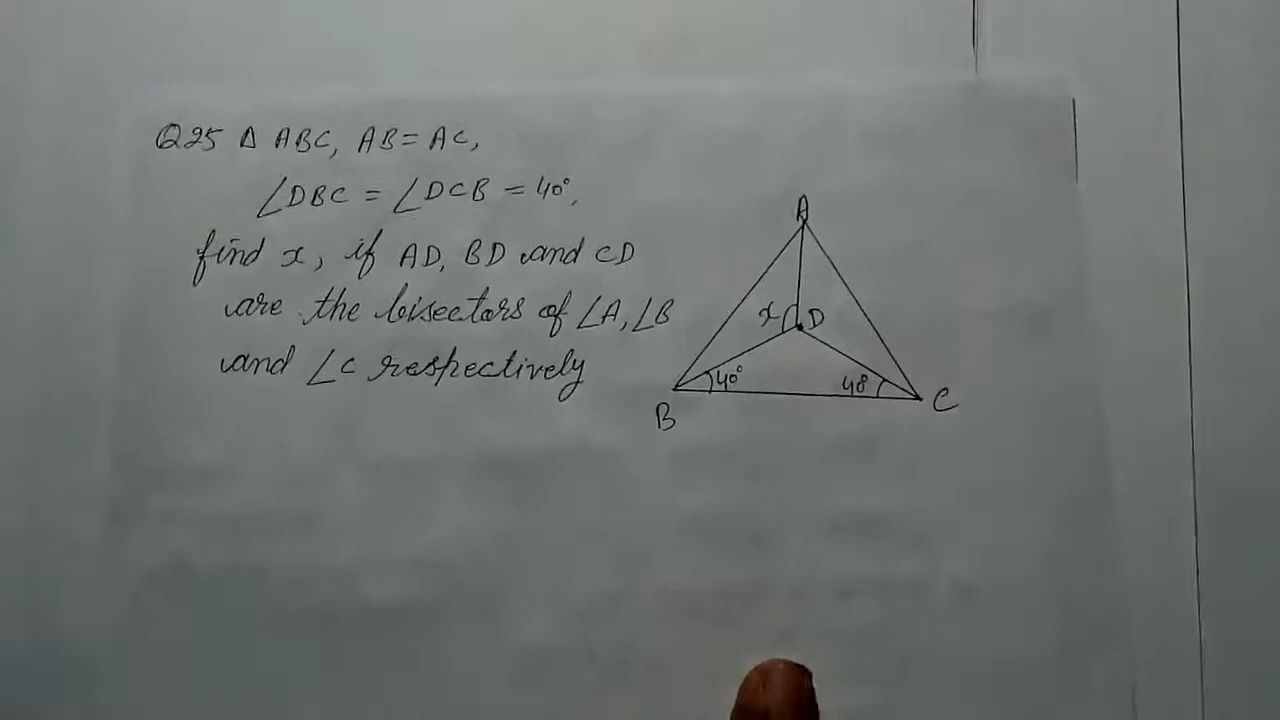 Q25 Δ ABC, AB = AC,
∠DBC = ∠DCB = 40°,
find x, if AD, BD and CD
are the bisectors of ∠A, ∠B
and ∠C respectively
A
x D
40° 40°
B C